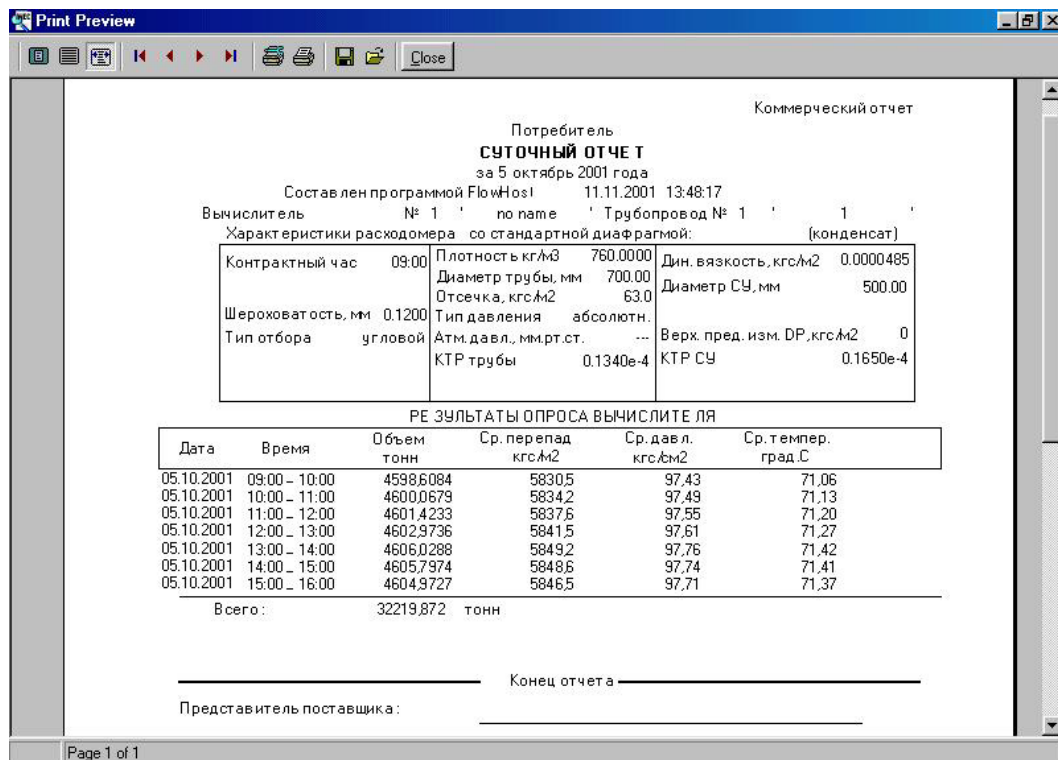 Print Preview
Close
Коммерческий отчет
Потребитель
СУТОЧНЫЙ ОТЧЕТ
за 5 октябрь 2001 года
Составлен программой FlowHost 11.11.2001 13:48:17
Вычислитель № 1 ' no name ' Трубопровод № 1 ' 1 '
Характеристики расходомера со стандартной диафрагмой: (конденсат)
Контрактный час 09:00 Плотность кг/м3 760.0000 Дин. вязкость, кгс/м2 0.0000485
Диаметр трубы, мм 700.00 Диаметр СУ, мм 500.00
Отсечка, кгс/м2 63.0
Шероховатость, мм 0.1200 Тип давления абсолютн.
Тип отбора угловой Атм. давл., мм.рт.ст. --- Верх. пред. изм. DP, кгс/м2 0
КТР трубы 0.1340e-4 КТР СУ 0.1650e-4
РЕЗУЛЬТАТЫ ОПРОСА ВЫЧИСЛИТЕЛЯ
Дата Время Объем тонн Ср. перепад кгс/м2 Ср. давл. кгс/см2 Ср. темпер. град.С
05.10.2001 09:00 - 10:00 4598,6084 5830,5 97,43 71,06
05.10.2001 10:00 - 11:00 4600,0679 5834,2 97,49 71,13
05.10.2001 11:00 - 12:00 4601,4233 5837,6 97,55 71,20
05.10.2001 12:00 - 13:00 4602,9736 5841,5 97,61 71,27
05.10.2001 13:00 - 14:00 4606,0288 5849,2 97,76 71,42
05.10.2001 14:00 - 15:00 4605,7974 5848,6 97,74 71,41
05.10.2001 15:00 - 16:00 4604,9727 5846,5 97,71 71,37
Всего: 32219,872 тонн
Конец отчета
Представитель поставщика:
Page 1 of 1